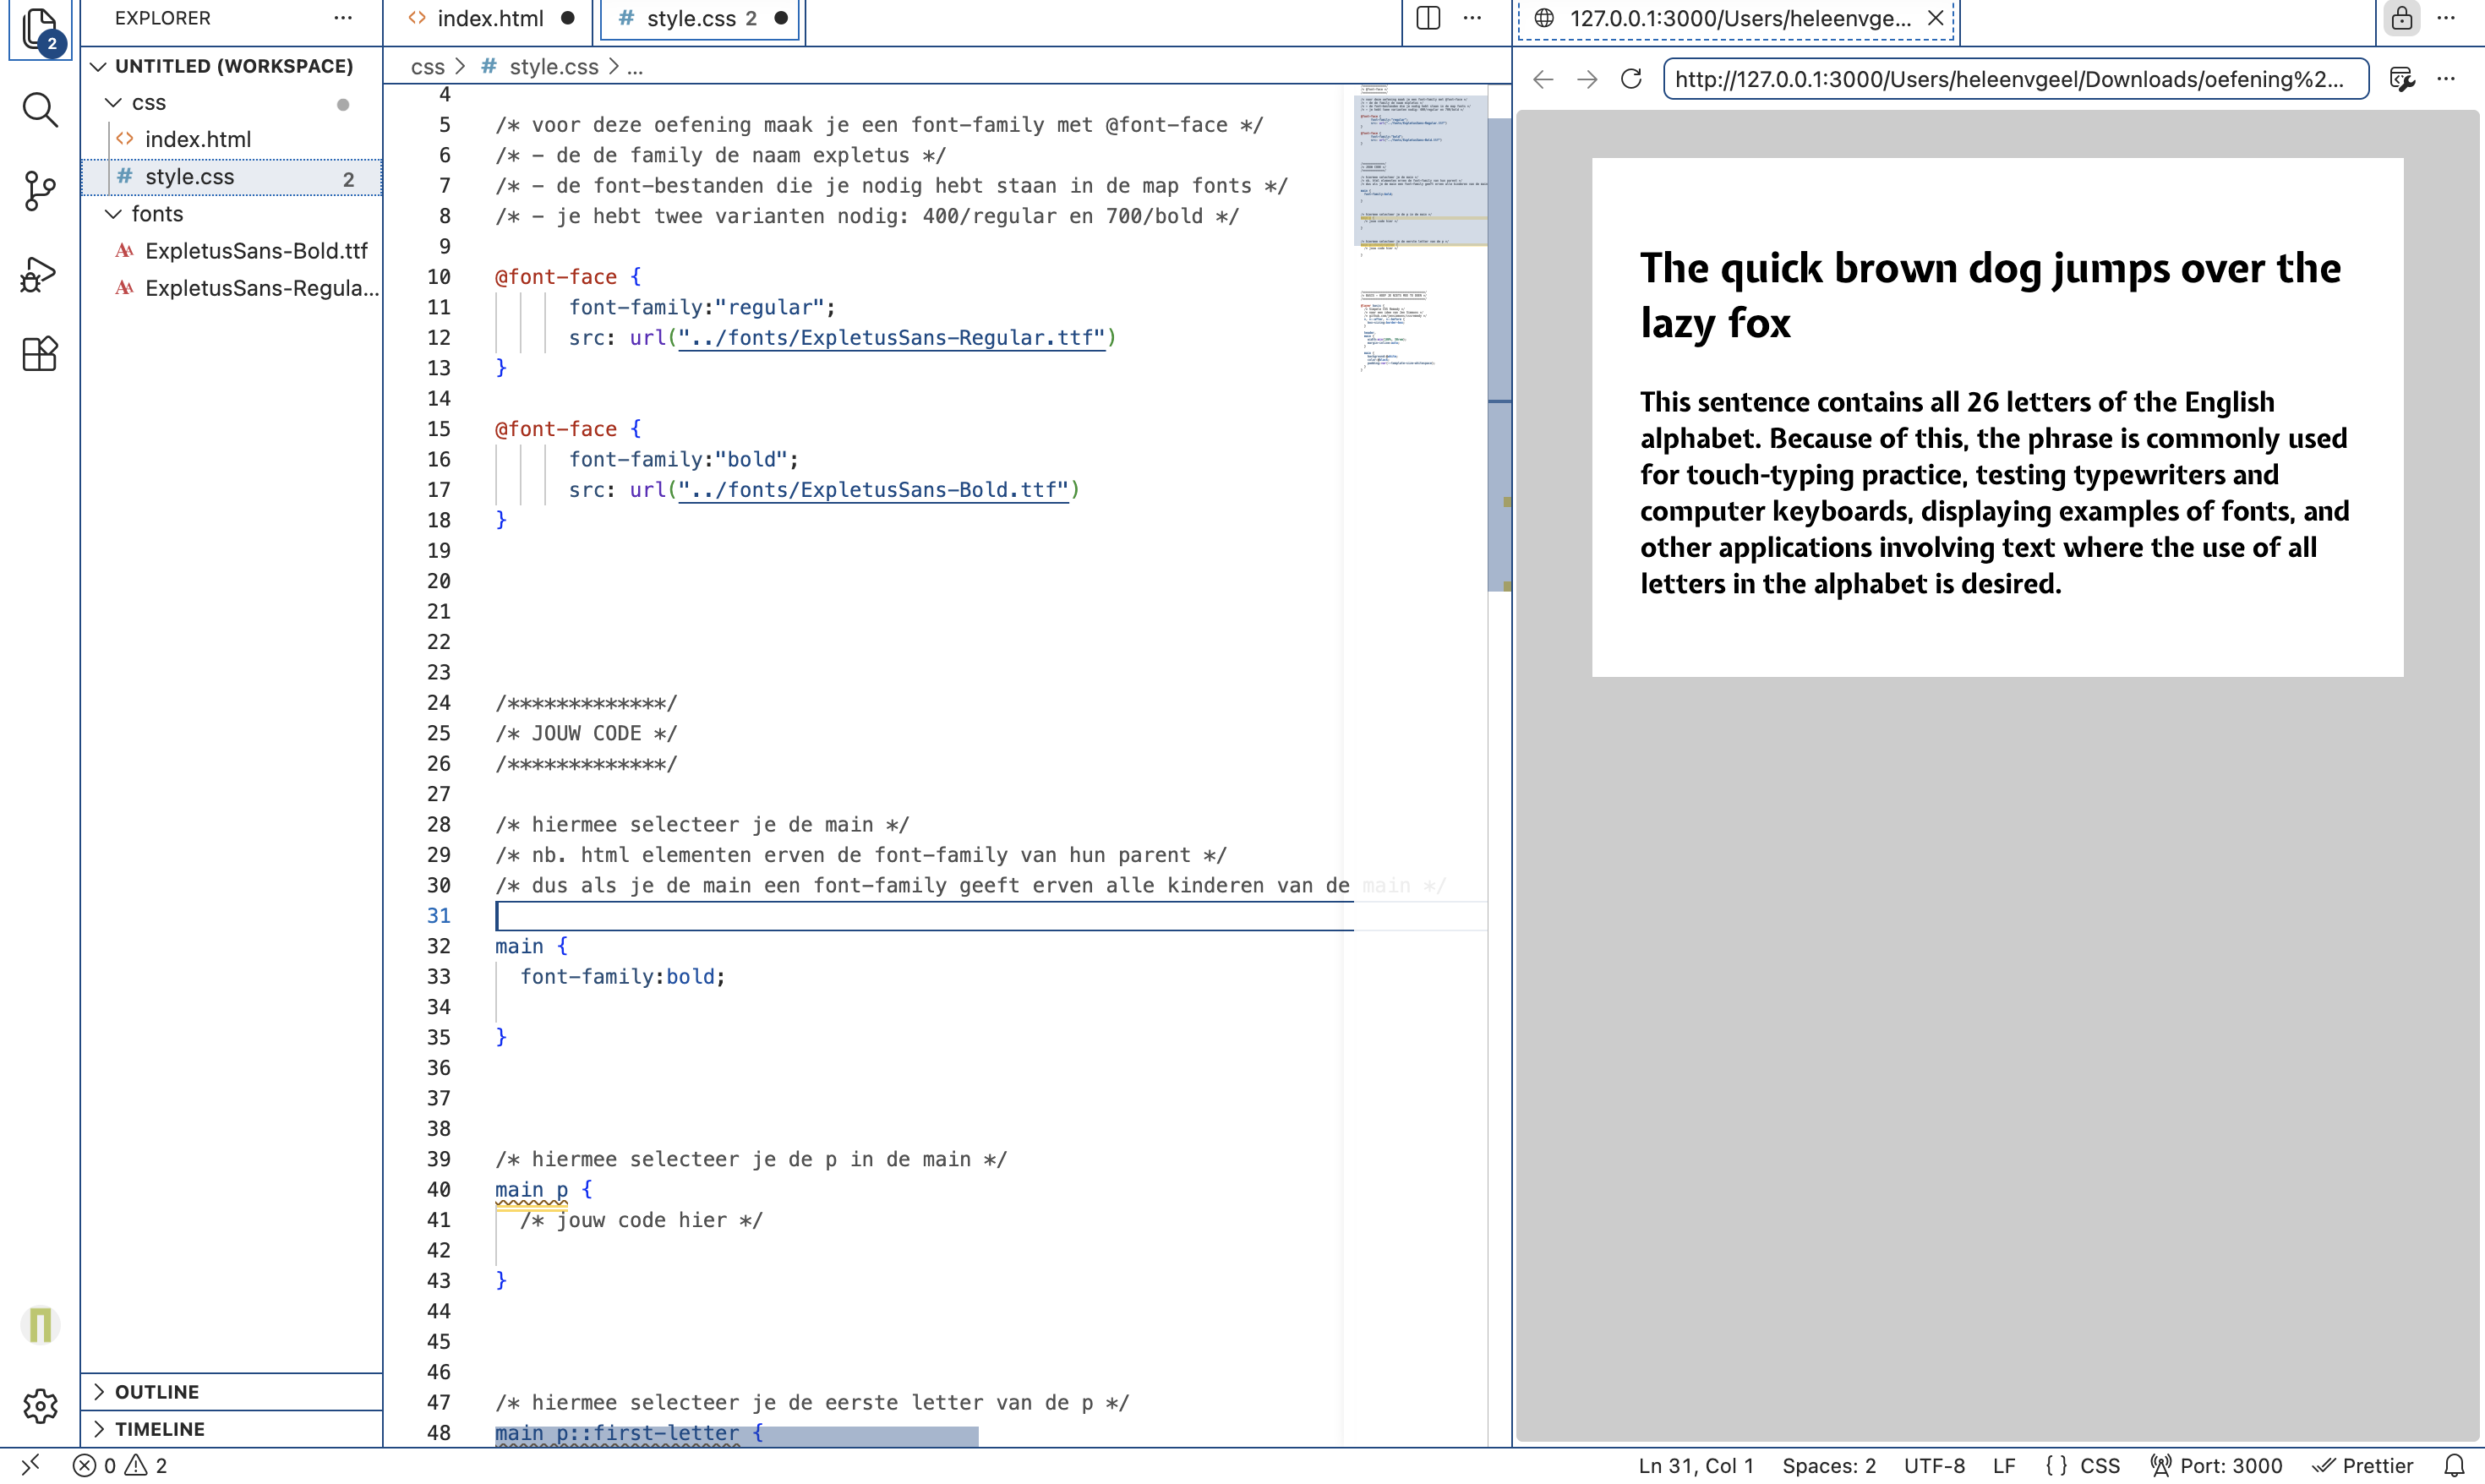 EXPLORER
2
UNTITLED (WORKSPACE)
css
index.html
style.css 2
fonts
ExpletusSans-Bold.ttf
ExpletusSans-Regula...
OUTLINE
TIMELINE
index.html
style.css 2
css > # style.css > ...
4
5 /* voor deze oefening maak je een font-family met @font-face */
6 /* - de de family de naam expletus */
7 /* - de font-bestanden die je nodig hebt staan in de map fonts */
8 /* - je hebt twee varianten nodig: 400/regular en 700/bold */
9
10 @font-face {
11 font-family:"regular";
12 src: url("../fonts/ExpletusSans-Regular.ttf")
13 }
14
15 @font-face {
16 font-family:"bold";
17 src: url("../fonts/ExpletusSans-Bold.ttf")
18 }
19
20
21
22
23
24 /*************/
25 /* JOUW CODE */
26 /*************/
27
28 /* hiermee selecteer je de main */
29 /* nb. html elementen erven de font-family van hun parent */
30 /* dus als je de main een font-family geeft erven alle kinderen van de main */
31
32 main {
33 font-family:bold;
34
35 }
36
37
38
39 /* hiermee selecteer je de p in de main */
40 main p {
41 /* jouw code hier */
42
43 }
44
45
46
47 /* hiermee selecteer je de eerste letter van de p */
48 main p::first-letter {
127.0.0.1:3000/Users/heleenvge...
http://127.0.0.1:3000/Users/heleenvgeel/Downloads/oefening%2...
The quick brown dog jumps over the
lazy fox
This sentence contains all 26 letters of the English
alphabet. Because of this, the phrase is commonly used
for touch-typing practice, testing typewriters and
computer keyboards, displaying examples of fonts, and
other applications involving text where the use of all
letters in the alphabet is desired.
0 2
Ln 31, Col 1 Spaces: 2 UTF-8 LF { } CSS Port: 3000 Prettier